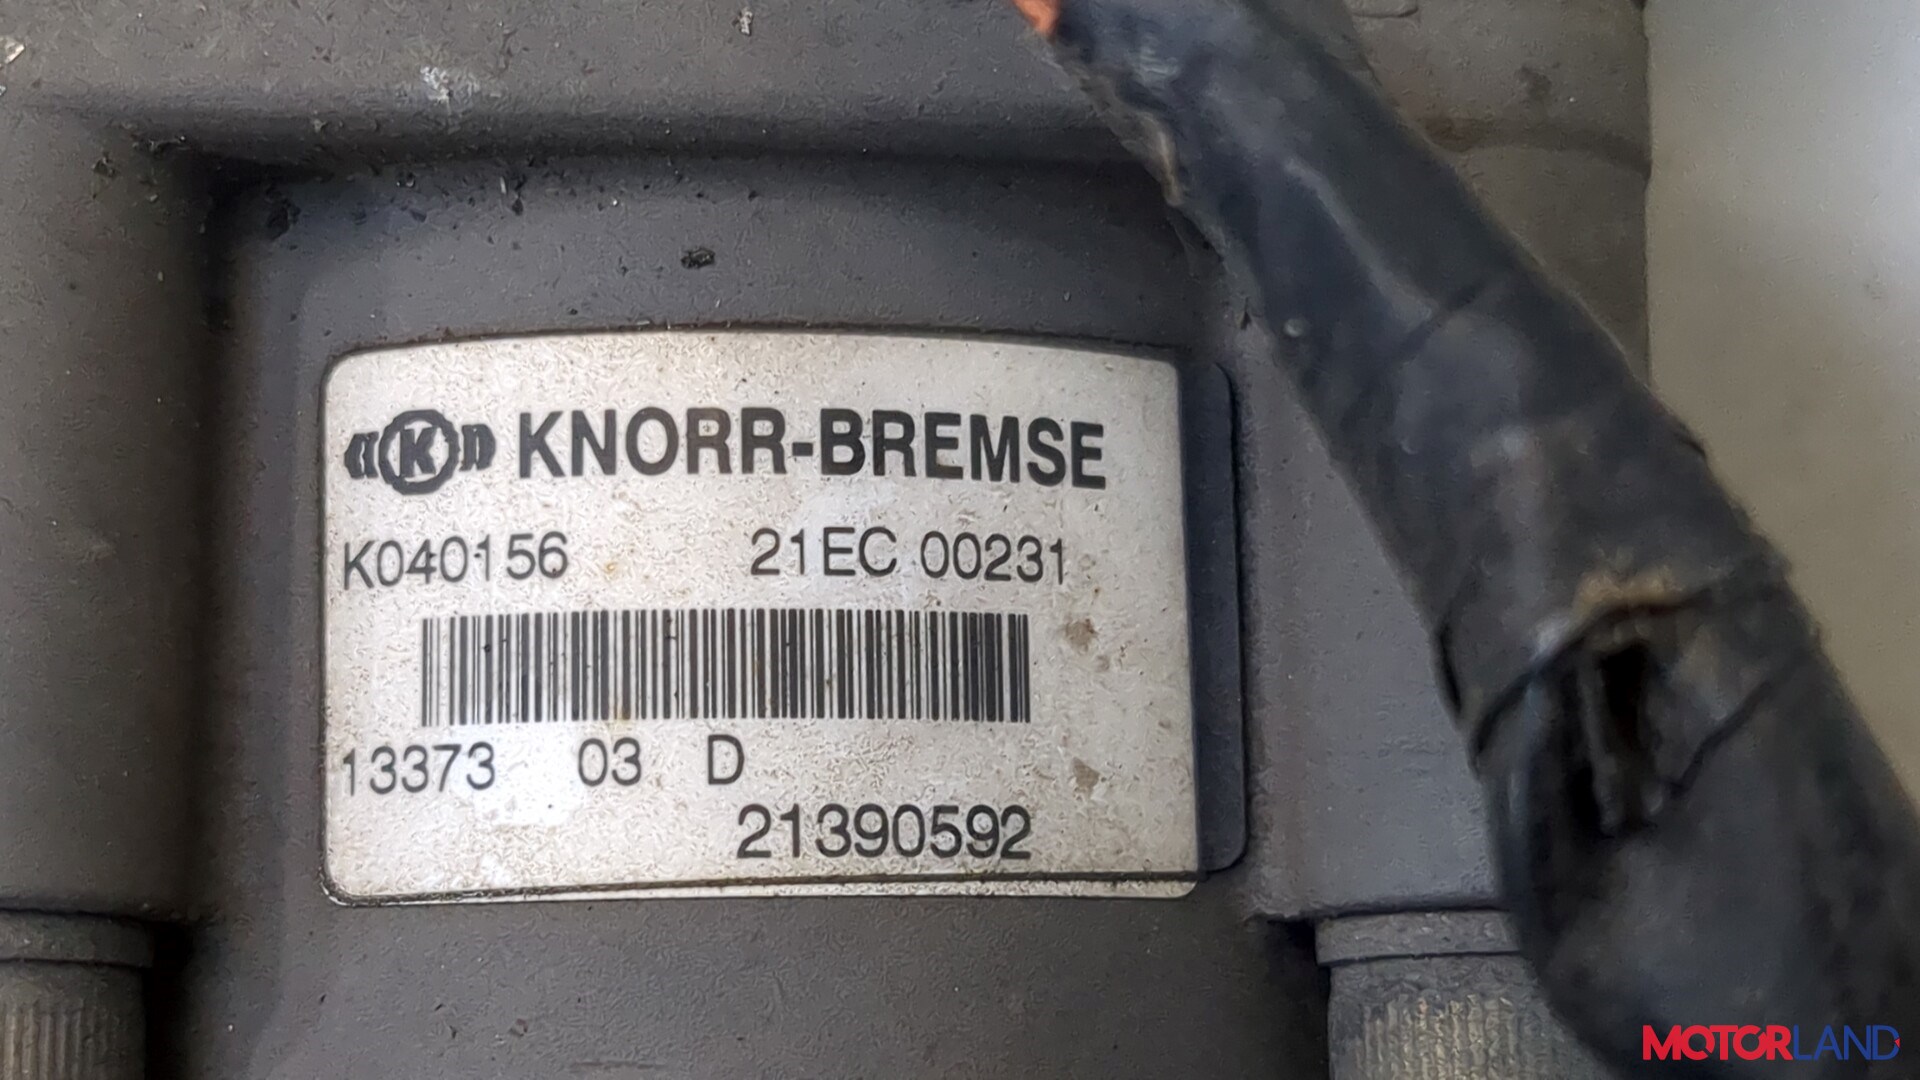 K KNORR-BREMSE
K040156 21EC 00231
13373 03 D
21390592
MOTORLAND